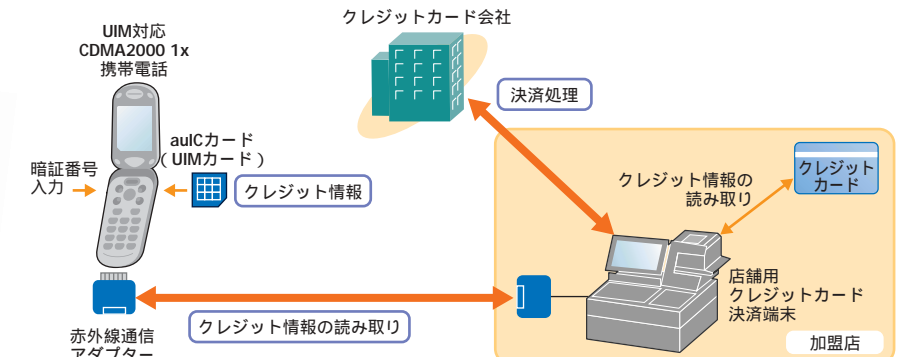 クレジットカード会社
UIM対応
CDMA2000 1x
携帯電話
決済処理
auICカード
(UIMカード)
暗証番号
入力
クレジット情報
クレジット
カード
クレジット情報の
読み取り
店舗用
クレジットカード
決済端末
クレジット情報の読み取り
加盟店
赤外線通信
アダプター